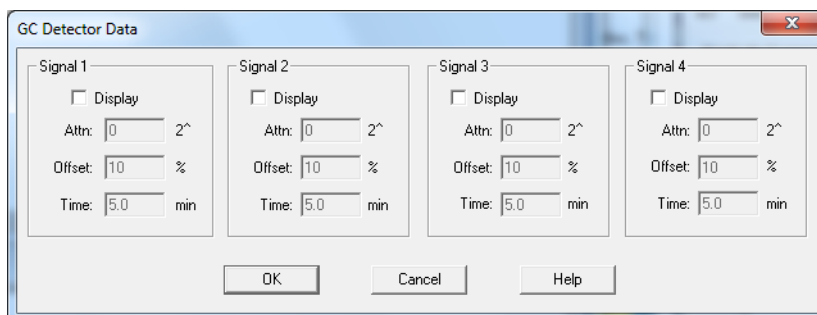 GC Detector Data
Signal 1 Signal 2 Signal 3 Signal 4
Display Display Display Display
Attn: 0 2^ Attn: 0 2^ Attn: 0 2^ Attn: 0 2^
Offset: 10 % Offset: 10 % Offset: 10 % Offset: 10 %
Time: 5.0 min Time: 5.0 min Time: 5.0 min Time: 5.0 min
OK Cancel Help